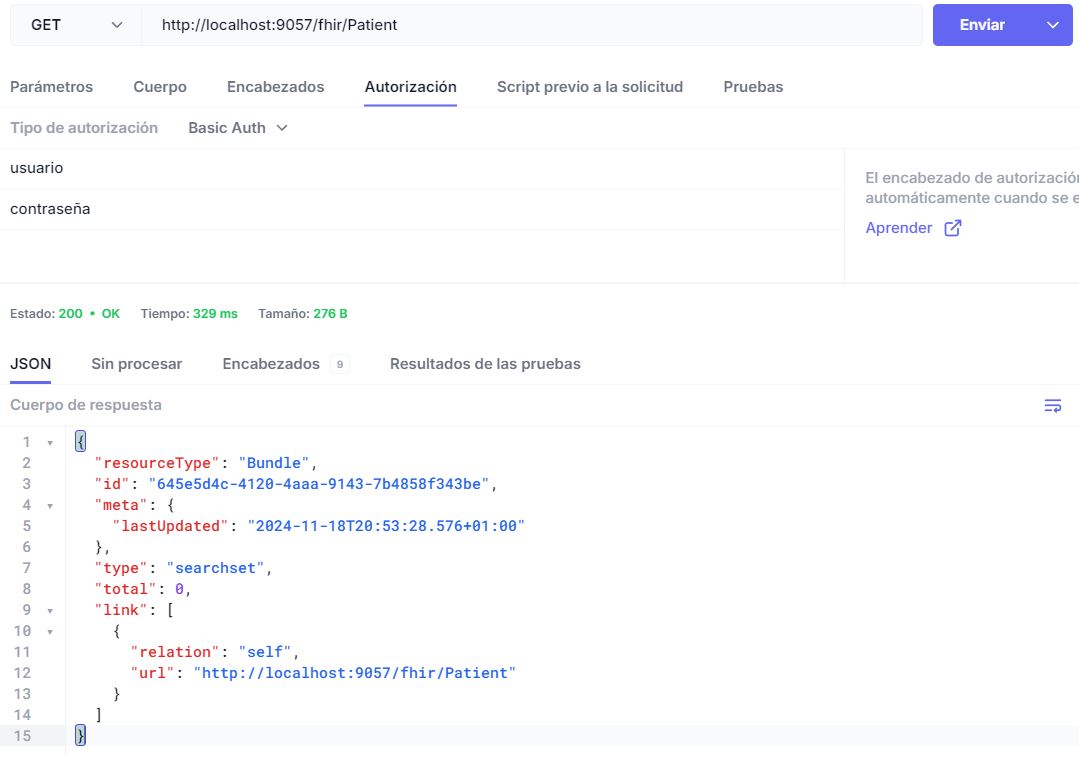 GET http://localhost:9057/fhir/Patient Enviar
Parámetros Cuerpo Encabezados Autorización Script previo a la solicitud Pruebas
Tipo de autorización Basic Auth
usuario
contraseña
El encabezado de autorización
automáticamente cuando se e
Aprender
Estado: 200 • OK Tiempo: 329 ms Tamaño: 276 B
JSON Sin procesar Encabezados 9 Resultados de las pruebas
Cuerpo de respuesta
1 {
2 "resourceType": "Bundle",
3 "id": "645e5d4c-4120-4aaa-9143-7b4858f343be",
4 "meta": {
5 "lastUpdated": "2024-11-18T20:53:28.576+01:00"
6 },
7 "type": "searchset",
8 "total": 0,
9 "link": [
10 {
11 "relation": "self",
12 "url": "http://localhost:9057/fhir/Patient"
13 }
14 ]
15 }